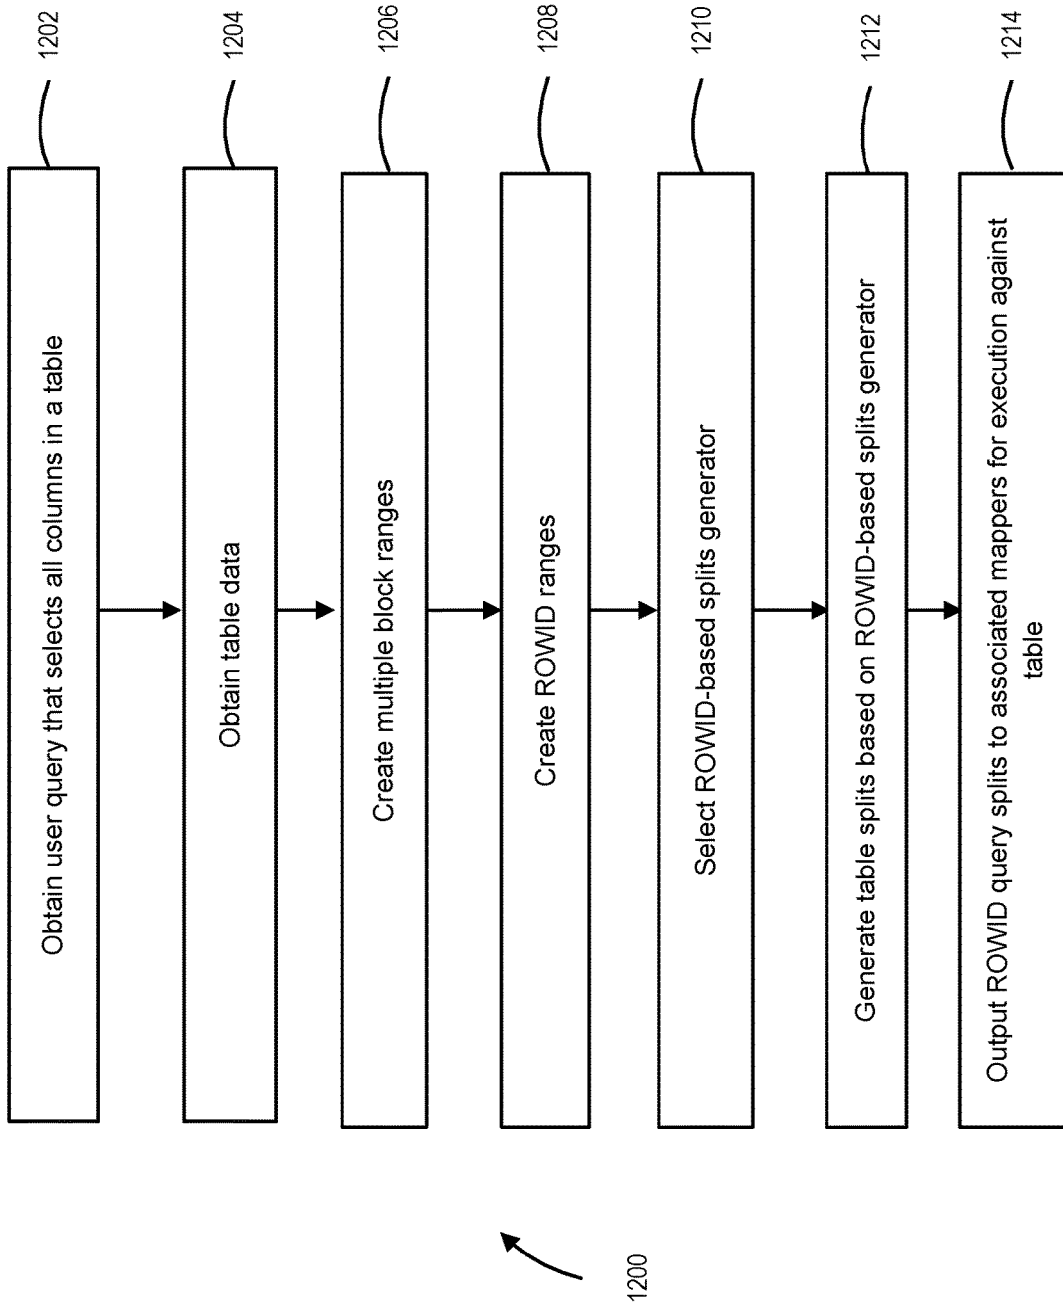 Obtain user query that selects all columns in a table
1202
Obtain table data
1204
Create multiple block ranges
1206
Create ROWID ranges
1208
Select ROWID-based splits generator
1210
Generate table splits based on ROWID-based splits generator
1212
Output ROWID query splits to associated mappers for execution against
table
1214
1200